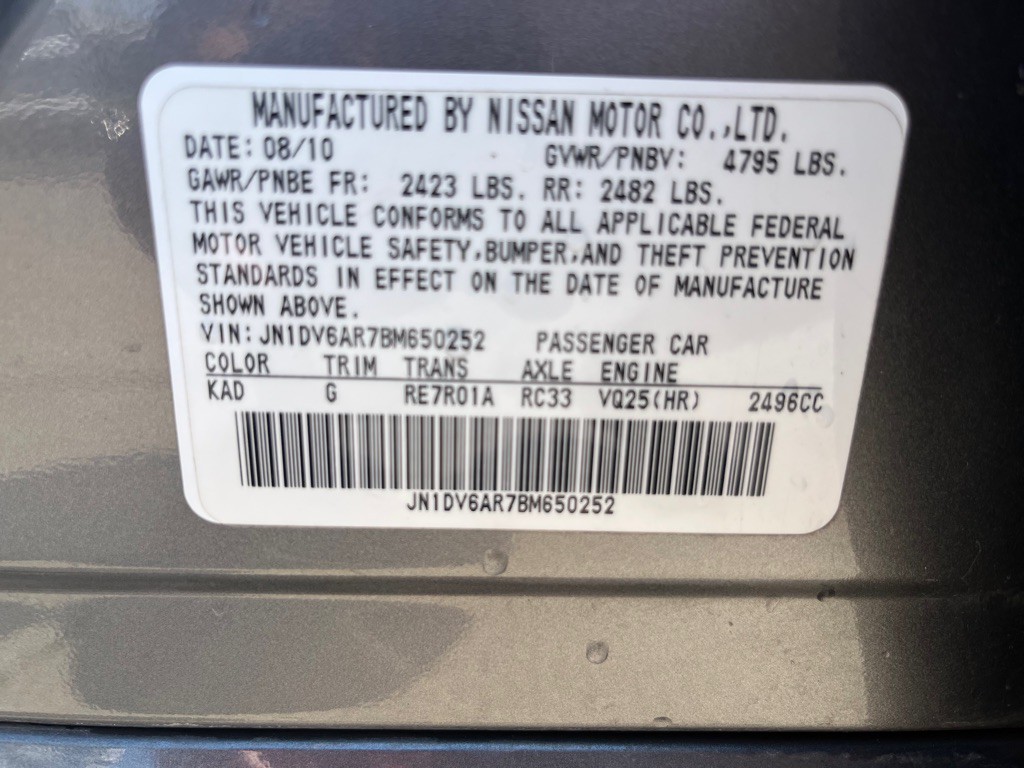 MANUFACTURED BY NISSAN MOTOR CO.,LTD.
DATE: 08/10 GVWR/PNBV: 4795 LBS.
GAWR/PNBE FR: 2423 LBS. RR: 2482 LBS.
THIS VEHICLE CONFORMS TO ALL APPLICABLE FEDERAL
MOTOR VEHICLE SAFETY,BUMPER,AND THEFT PREVENTION
STANDARDS IN EFFECT ON THE DATE OF MANUFACTURE
SHOWN ABOVE.
VIN:JN1DV6AR7BM650252 PASSENGER CAR
COLOR TRIM TRANS AXLE ENGINE
KAD G RE7R01A RC33 VQ25(HR) 2496CC
JN1DV6AR7BM650252